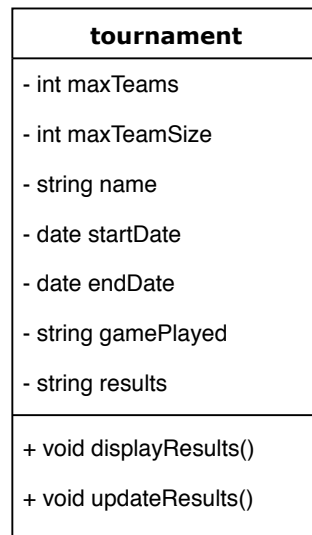 tournament
- int maxTeams
- int maxTeamSize
- string name
- date startDate
- date endDate
- string gamePlayed
- string results
+ void displayResults()
+ void updateResults()